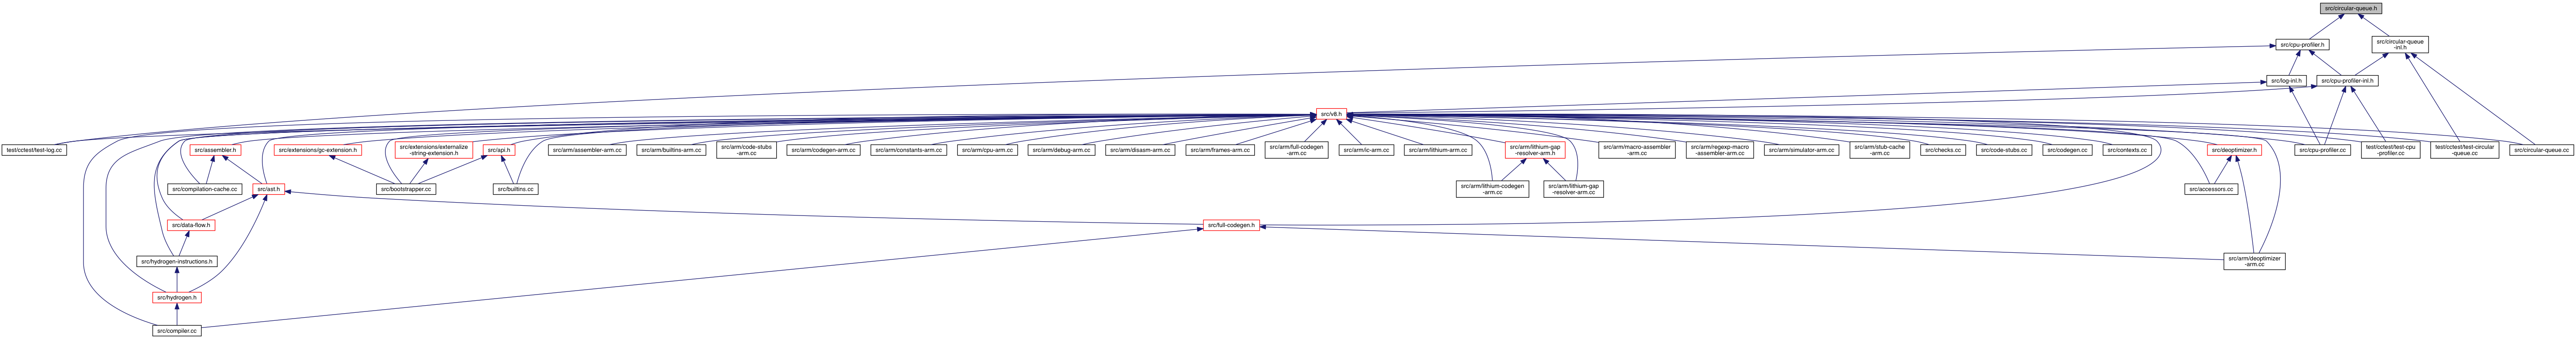 src/circular-queue.h
src/cpu-profiler.h
src/circular-queue
-inl.h
src/log-inl.h
src/cpu-profiler-inl.h
src/v8.h
test/cctest/test-log.cc
src/assembler.h
src/extensions/gc-extension.h
src/extensions/externalize
-string-extension.h
src/api.h
src/arm/assembler-arm.cc
src/arm/builtins-arm.cc
src/arm/code-stubs
-arm.cc
src/arm/codegen-arm.cc
src/arm/constants-arm.cc
src/arm/cpu-arm.cc
src/arm/debug-arm.cc
src/arm/disasm-arm.cc
src/arm/frames-arm.cc
src/arm/full-codegen
-arm.cc
src/arm/ic-arm.cc
src/arm/lithium-arm.cc
src/arm/lithium-gap
-resolver-arm.h
src/arm/macro-assembler
-arm.cc
src/arm/regexp-macro
-assembler-arm.cc
src/arm/simulator-arm.cc
src/arm/stub-cache
-arm.cc
src/checks.cc
src/code-stubs.cc
src/codegen.cc
src/contexts.cc
src/deoptimizer.h
src/cpu-profiler.cc
test/cctest/test-cpu
-profiler.cc
test/cctest/test-circular
-queue.cc
src/circular-queue.cc
src/compilation-cache.cc
src/ast.h
src/bootstrapper.cc
src/builtins.cc
src/arm/lithium-codegen
-arm.cc
src/arm/lithium-gap
-resolver-arm.cc
src/accessors.cc
src/data-flow.h
src/full-codegen.h
src/hydrogen-instructions.h
src/arm/deoptimizer
-arm.cc
src/hydrogen.h
src/compiler.cc